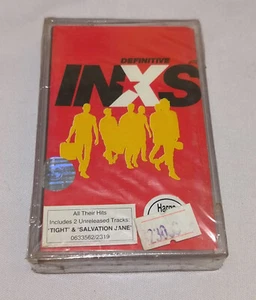 DEFINITIVE
INXS
All Their Hits
Includes 2 Unreleased Tracks
'TIGHT' & 'SALVATION JANE'
0633562/2319